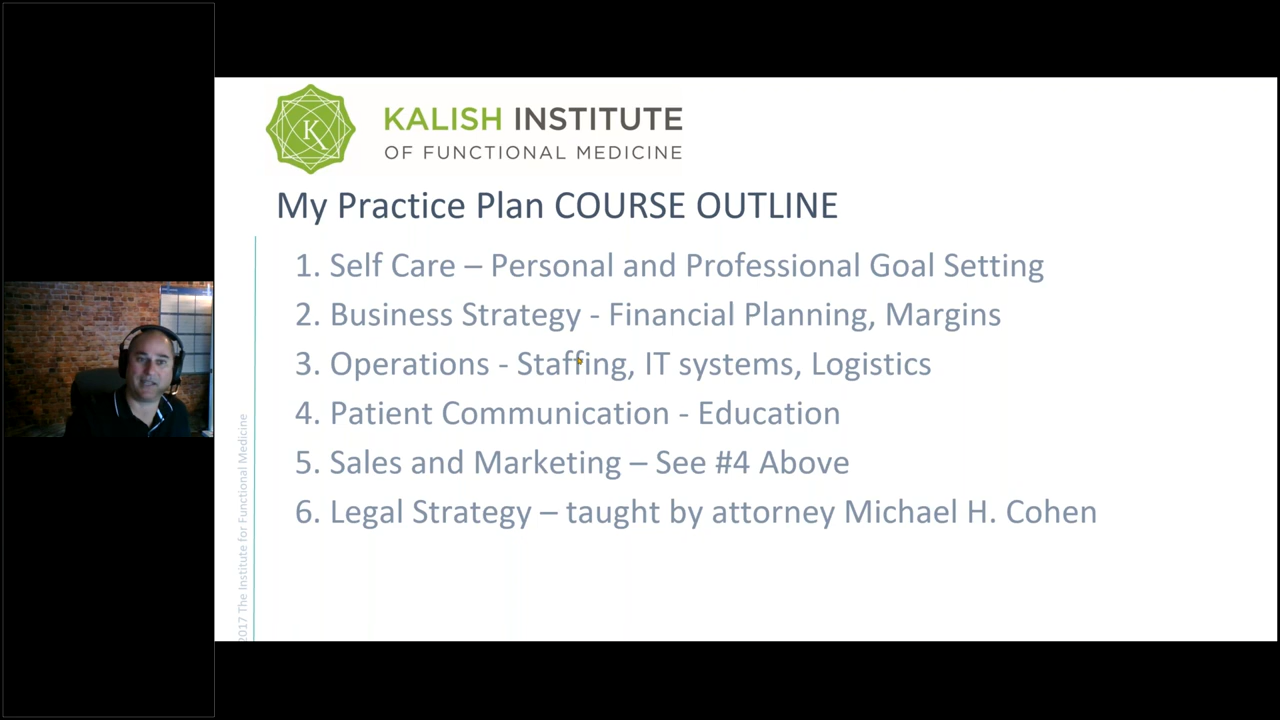 K
KALISH INSTITUTE
OF FUNCTIONAL MEDICINE
My Practice Plan COURSE OUTLINE
1. Self Care – Personal and Professional Goal Setting
2. Business Strategy - Financial Planning, Margins
3. Operations - Staffing, IT systems, Logistics
4. Patient Communication - Education
5. Sales and Marketing – See #4 Above
6. Legal Strategy – taught by attorney Michael H. Cohen
2017 The Institute for Functional Medicine